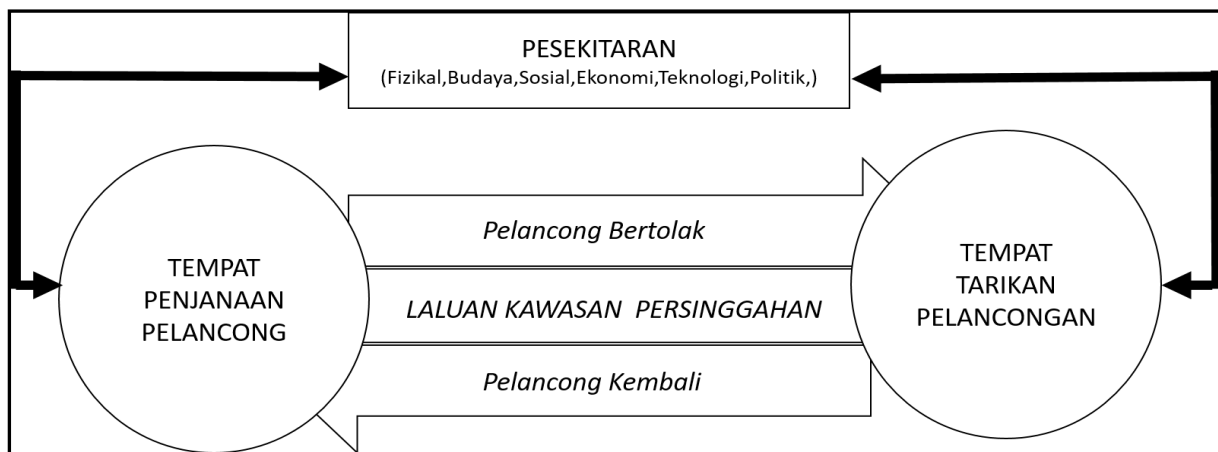 PESEKITARAN
(Fizikal,Budaya,Sosial,Ekonomi,Teknologi,Politik,)
Pelancong Bertolak
TEMPAT
PENJANAAN
PELANCONG
LALUAN KAWASAN PERSINGGAHAN
TEMPAT
TARIKAN
PELANCONGAN
Pelancong Kembali